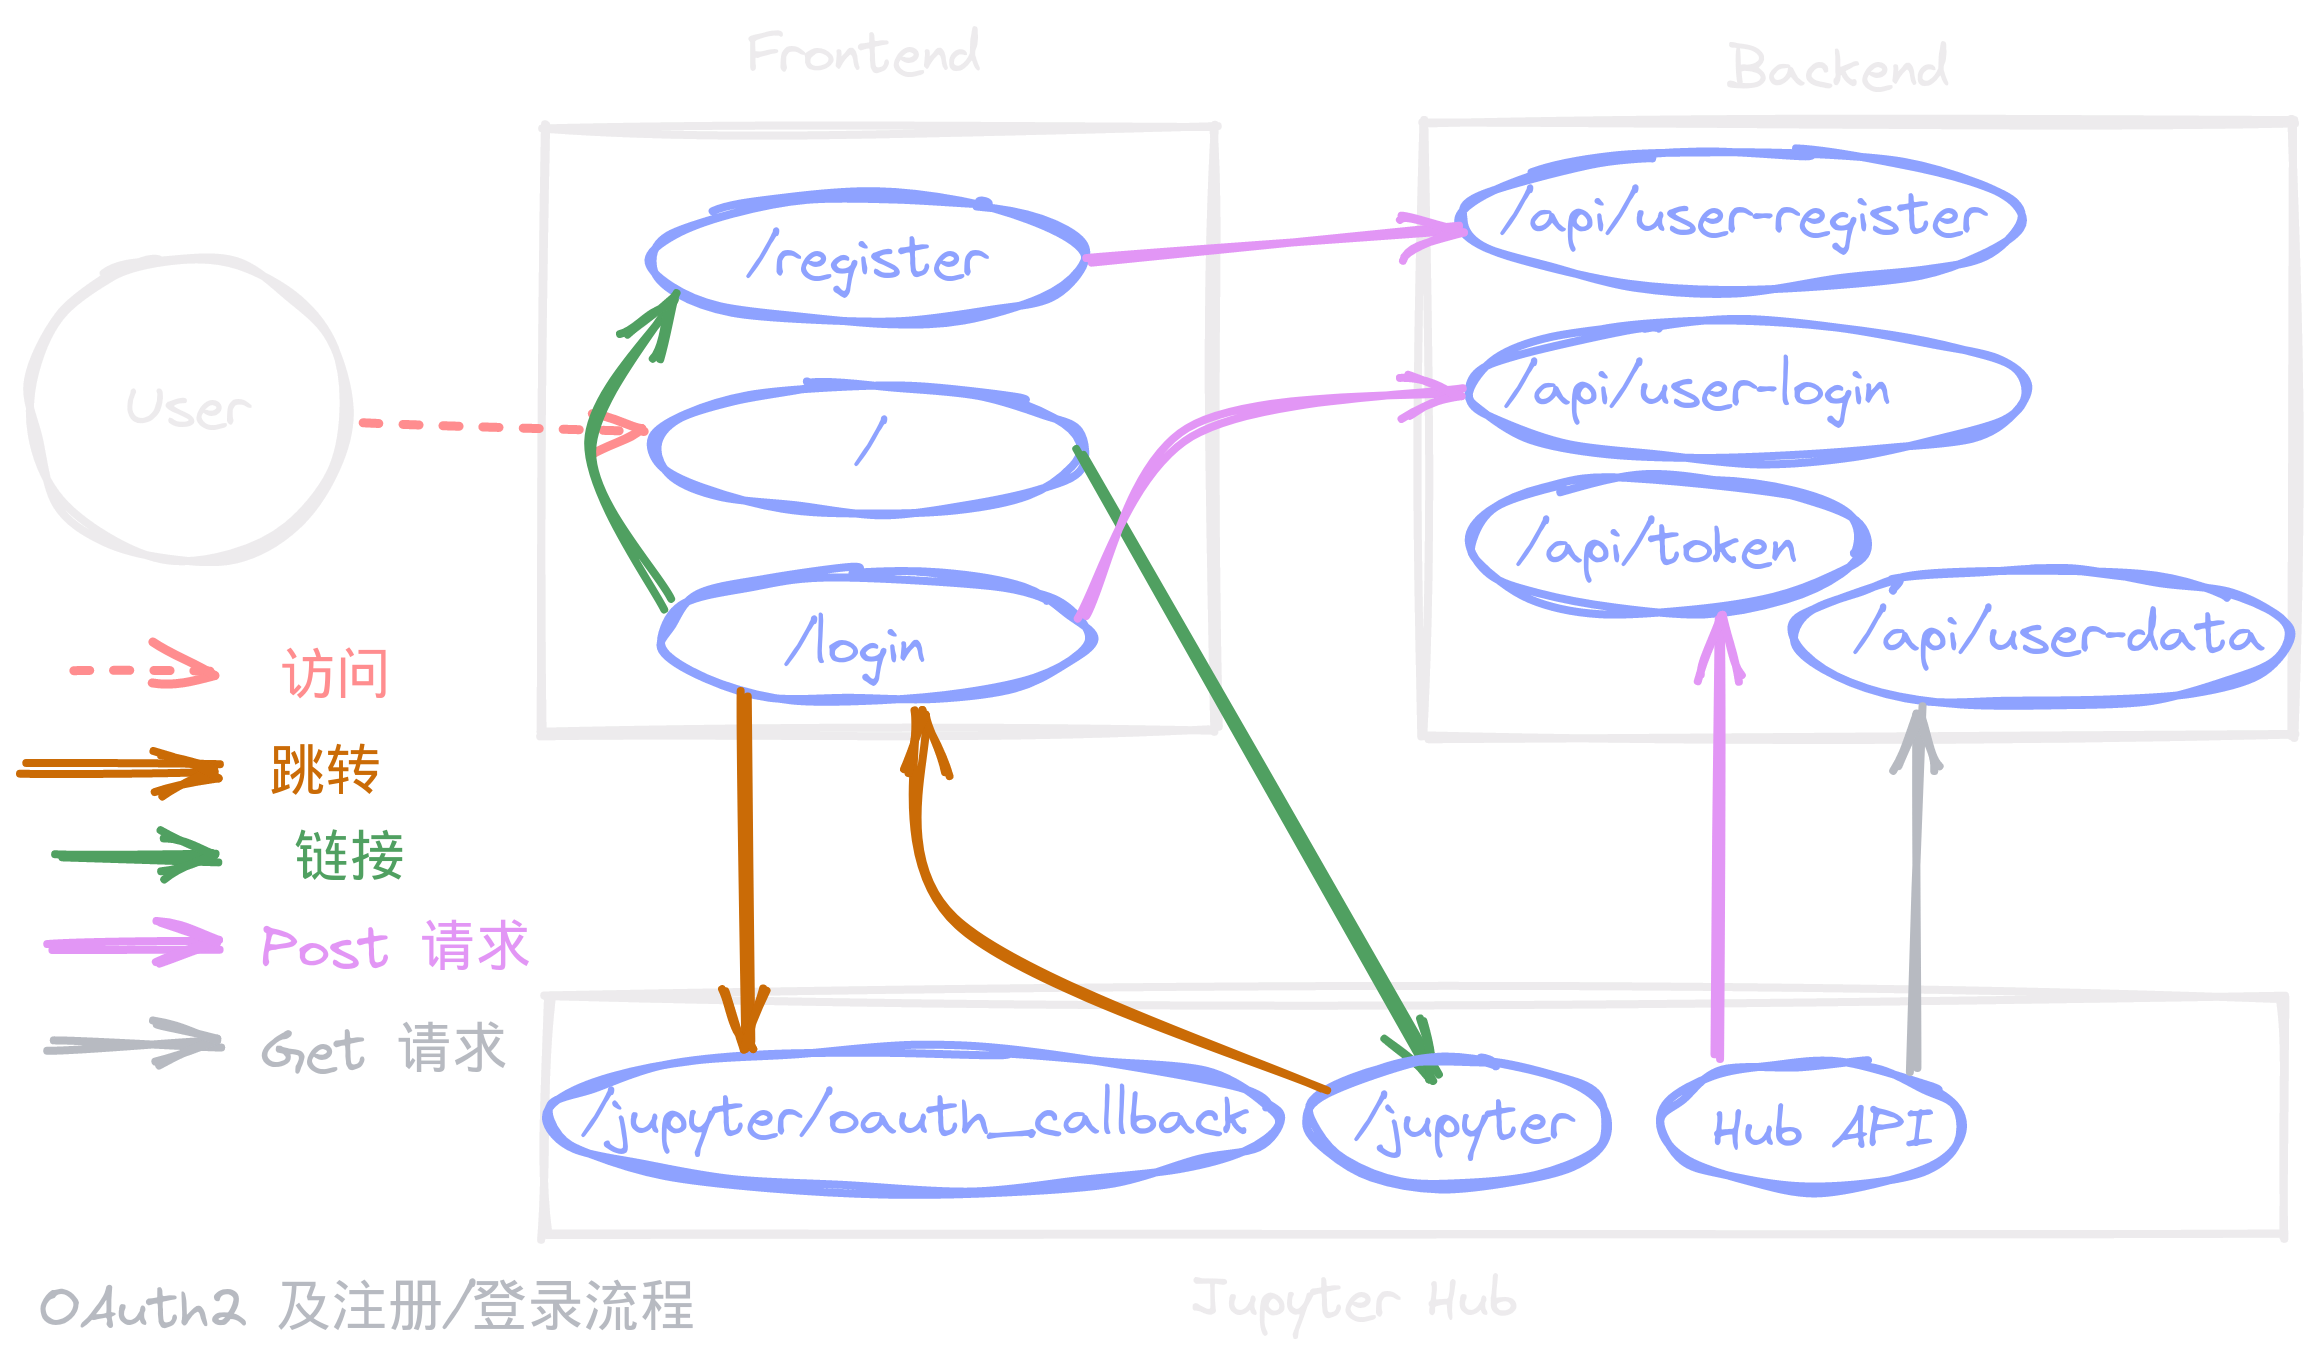 Frontend
Backend
/register
/api/user-register
User
/
/api/user-login
/api/token
/login
/api/user-data
访问
跳转
链接
Post 请求
Get 请求
/jupyter/oauth_callback
/jupyter
Hub API
OAuth2 及注册/登录流程
Jupyter Hub